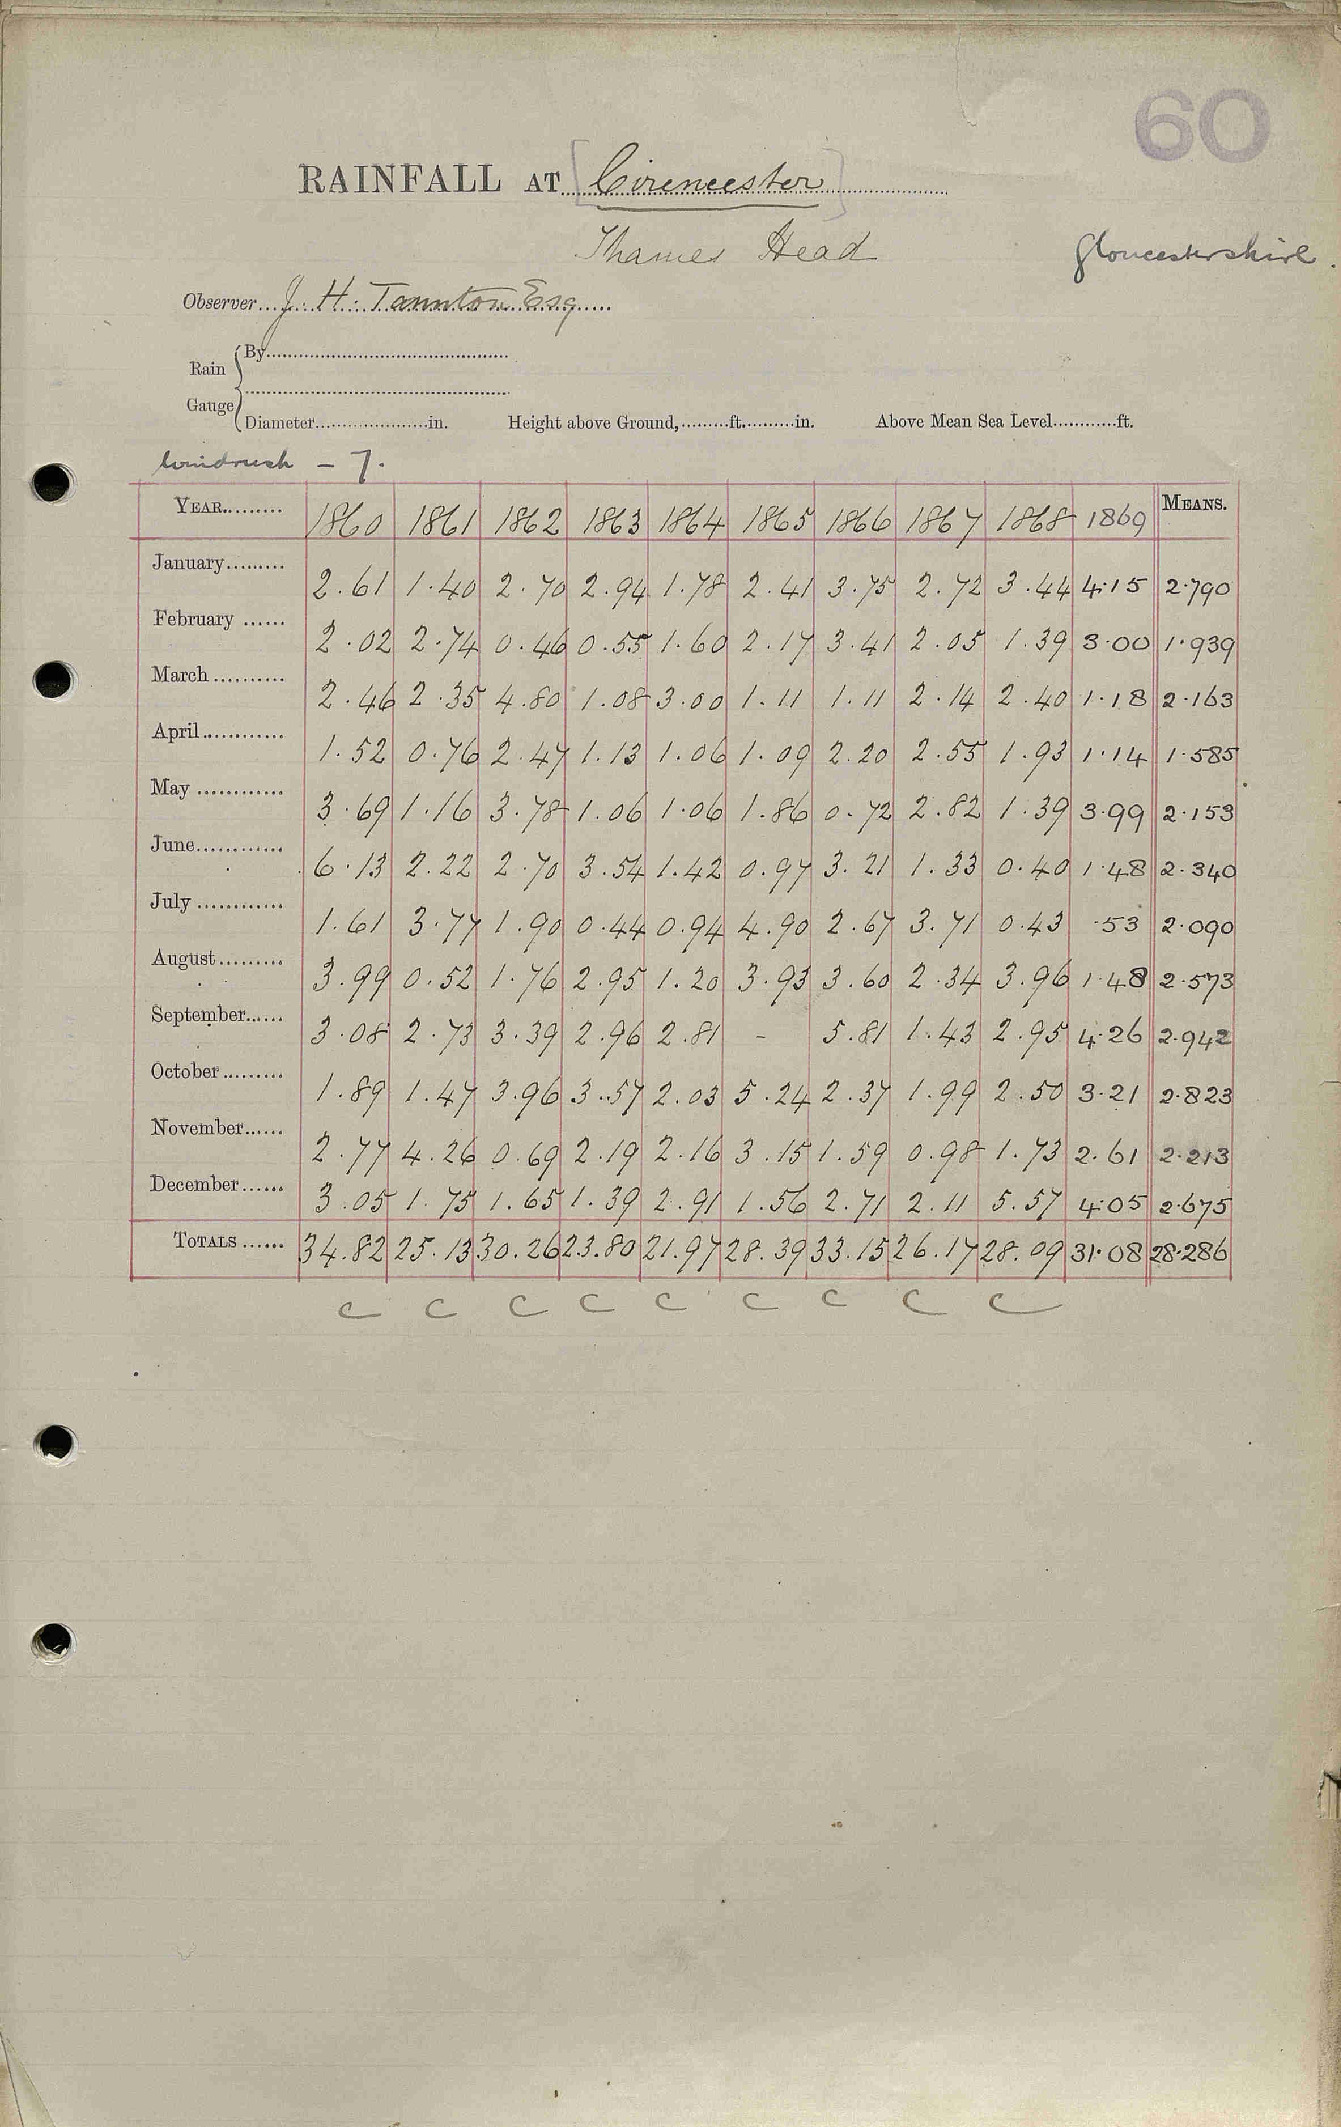 60
RAINFALL AT [Cirencester]
Thames Head
Gloucestershire.
Observer J. H. Taunton Esq
Rain Gauge { By
Diameter in. Height above Ground, ft. in. Above Mean Sea Level ft.
Windrush – 7.
YEAR 1860 1861 1862 1863 1864 1865 1866 1867 1868 1869 MEANS.
January 2.61 1.40 2.70 2.94 1.78 2.41 3.75 2.72 3.44 4.15 2.790
February 2.02 2.74 0.46 0.55 1.60 2.17 3.41 2.05 1.39 3.00 1.939
March 2.46 2.35 4.80 1.08 3.00 1.11 1.11 2.14 2.40 1.18 2.163
April 1.52 0.76 2.47 1.13 1.06 1.09 2.20 2.55 1.93 1.14 1.585
May 3.69 1.16 3.78 1.06 1.06 1.86 0.72 2.82 1.39 3.99 2.153
June 6.13 2.22 2.70 3.54 1.42 0.97 3.21 1.33 0.40 1.48 2.340
July 1.61 3.77 1.90 0.44 0.94 4.90 2.67 3.71 0.43 .53 2.090
August 3.99 0.52 1.76 2.95 1.20 3.93 3.60 2.34 3.96 1.48 2.573
September 3.08 2.73 3.39 2.96 2.81 - 5.81 1.43 2.95 4.26 2.942
October 1.89 1.47 3.96 3.57 2.03 5.24 2.37 1.99 2.50 3.21 2.823
November 2.77 4.26 0.69 2.19 2.16 3.15 1.59 0.98 1.73 2.61 2.213
December 3.05 1.75 1.65 1.39 2.91 1.56 2.71 2.11 5.57 4.05 2.675
TOTALS 34.82 25.13 30.26 23.80 21.97 28.39 33.15 26.17 28.09 31.08 28.286
C C C C C C C C C